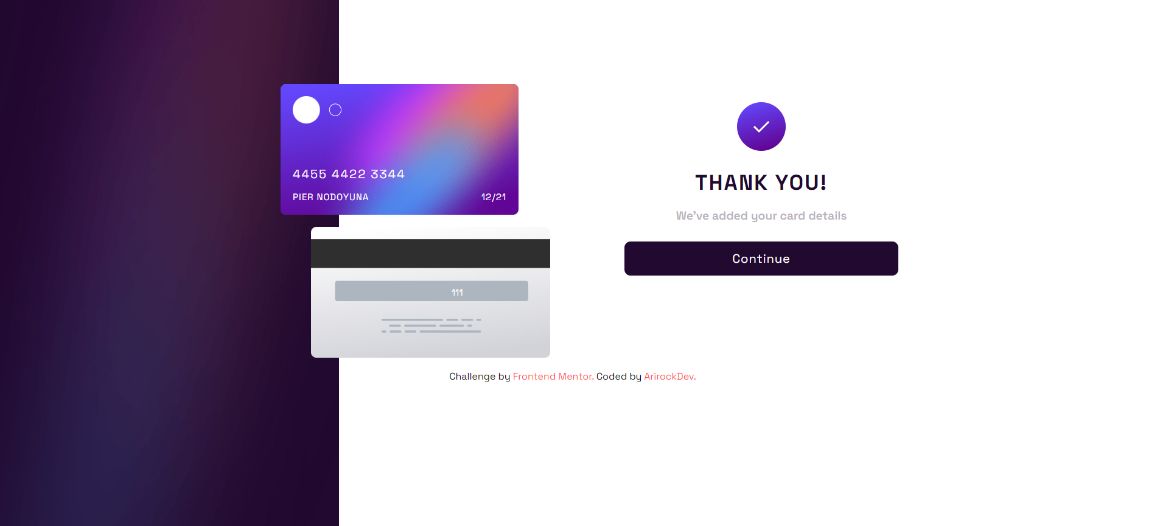 4455 4422 3344
PIER NODOYUNA 12/21
111
THANK YOU!
We've added your card details
Continue
Challenge by Frontend Mentor. Coded by ArirockDev.